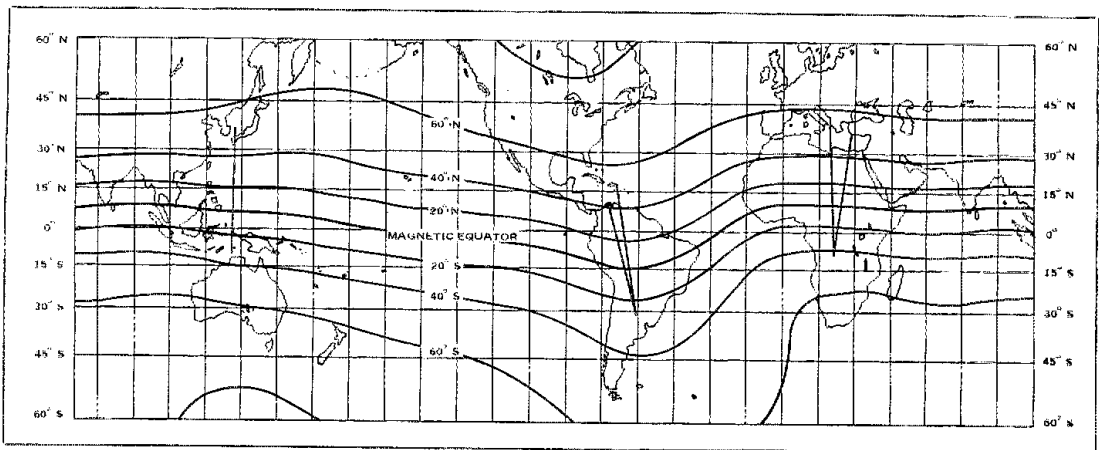 60° N 60° N
45° N 45° N
60° N
30° N 30° N
40° N
15° N 15° N
20° N
0° 0°
MAGNETIC EQUATOR
15° S 20° S 15° S
40° S
30° S 30° S
45° S 60° S 45° S
60° S 60° S